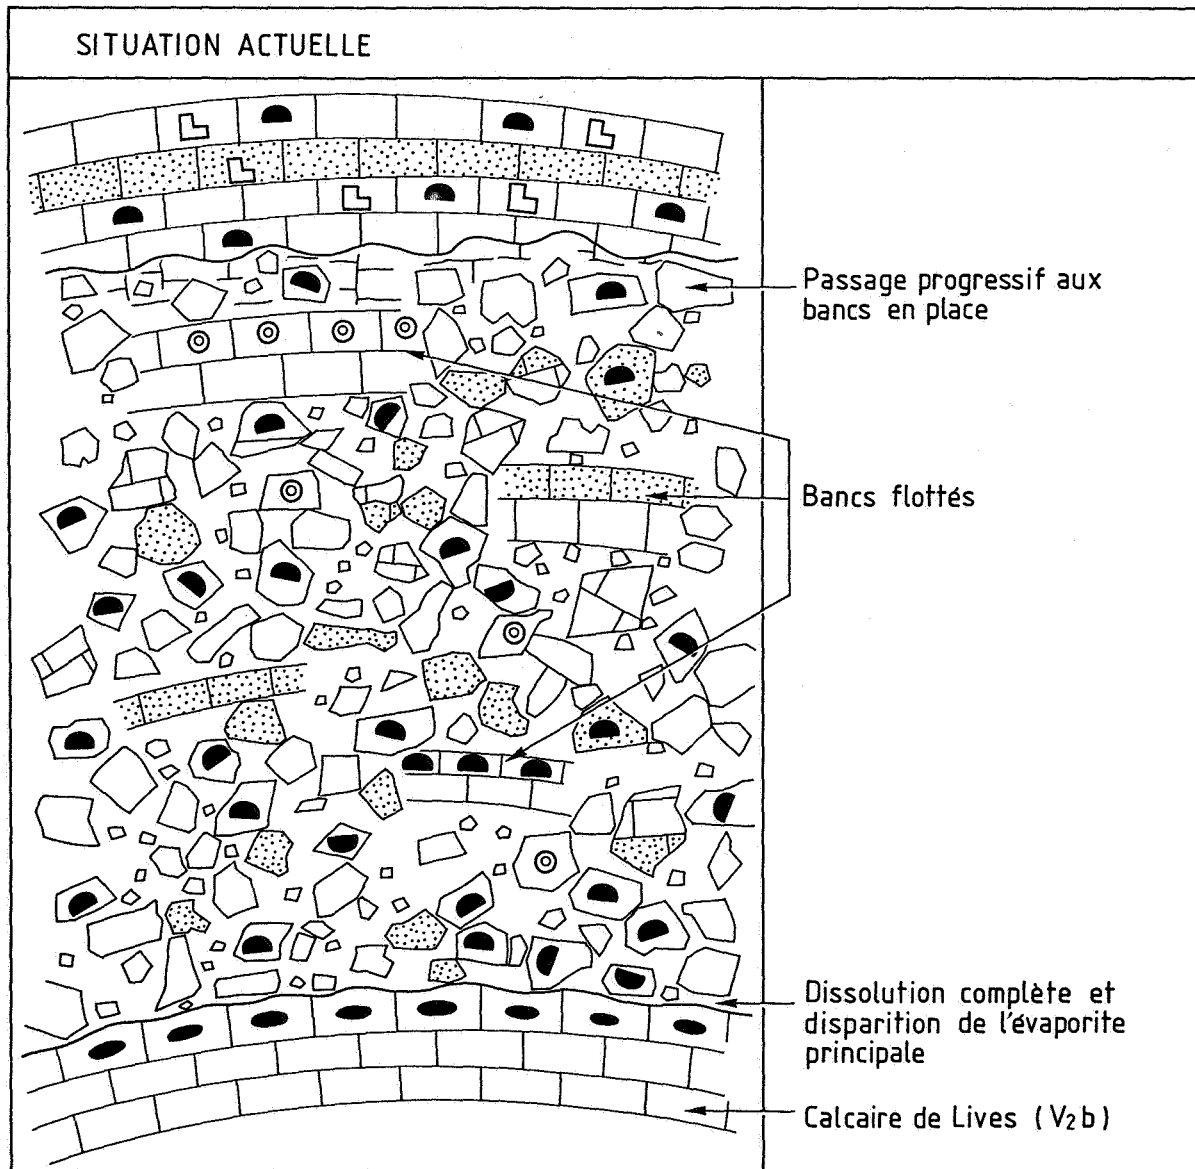 SITUATION ACTUELLE
Passage progressif aux
bancs en place
Bancs flottés
Dissolution complète et
disparition de l'évaporite
principale
Calcaire de Lives (V₂b)